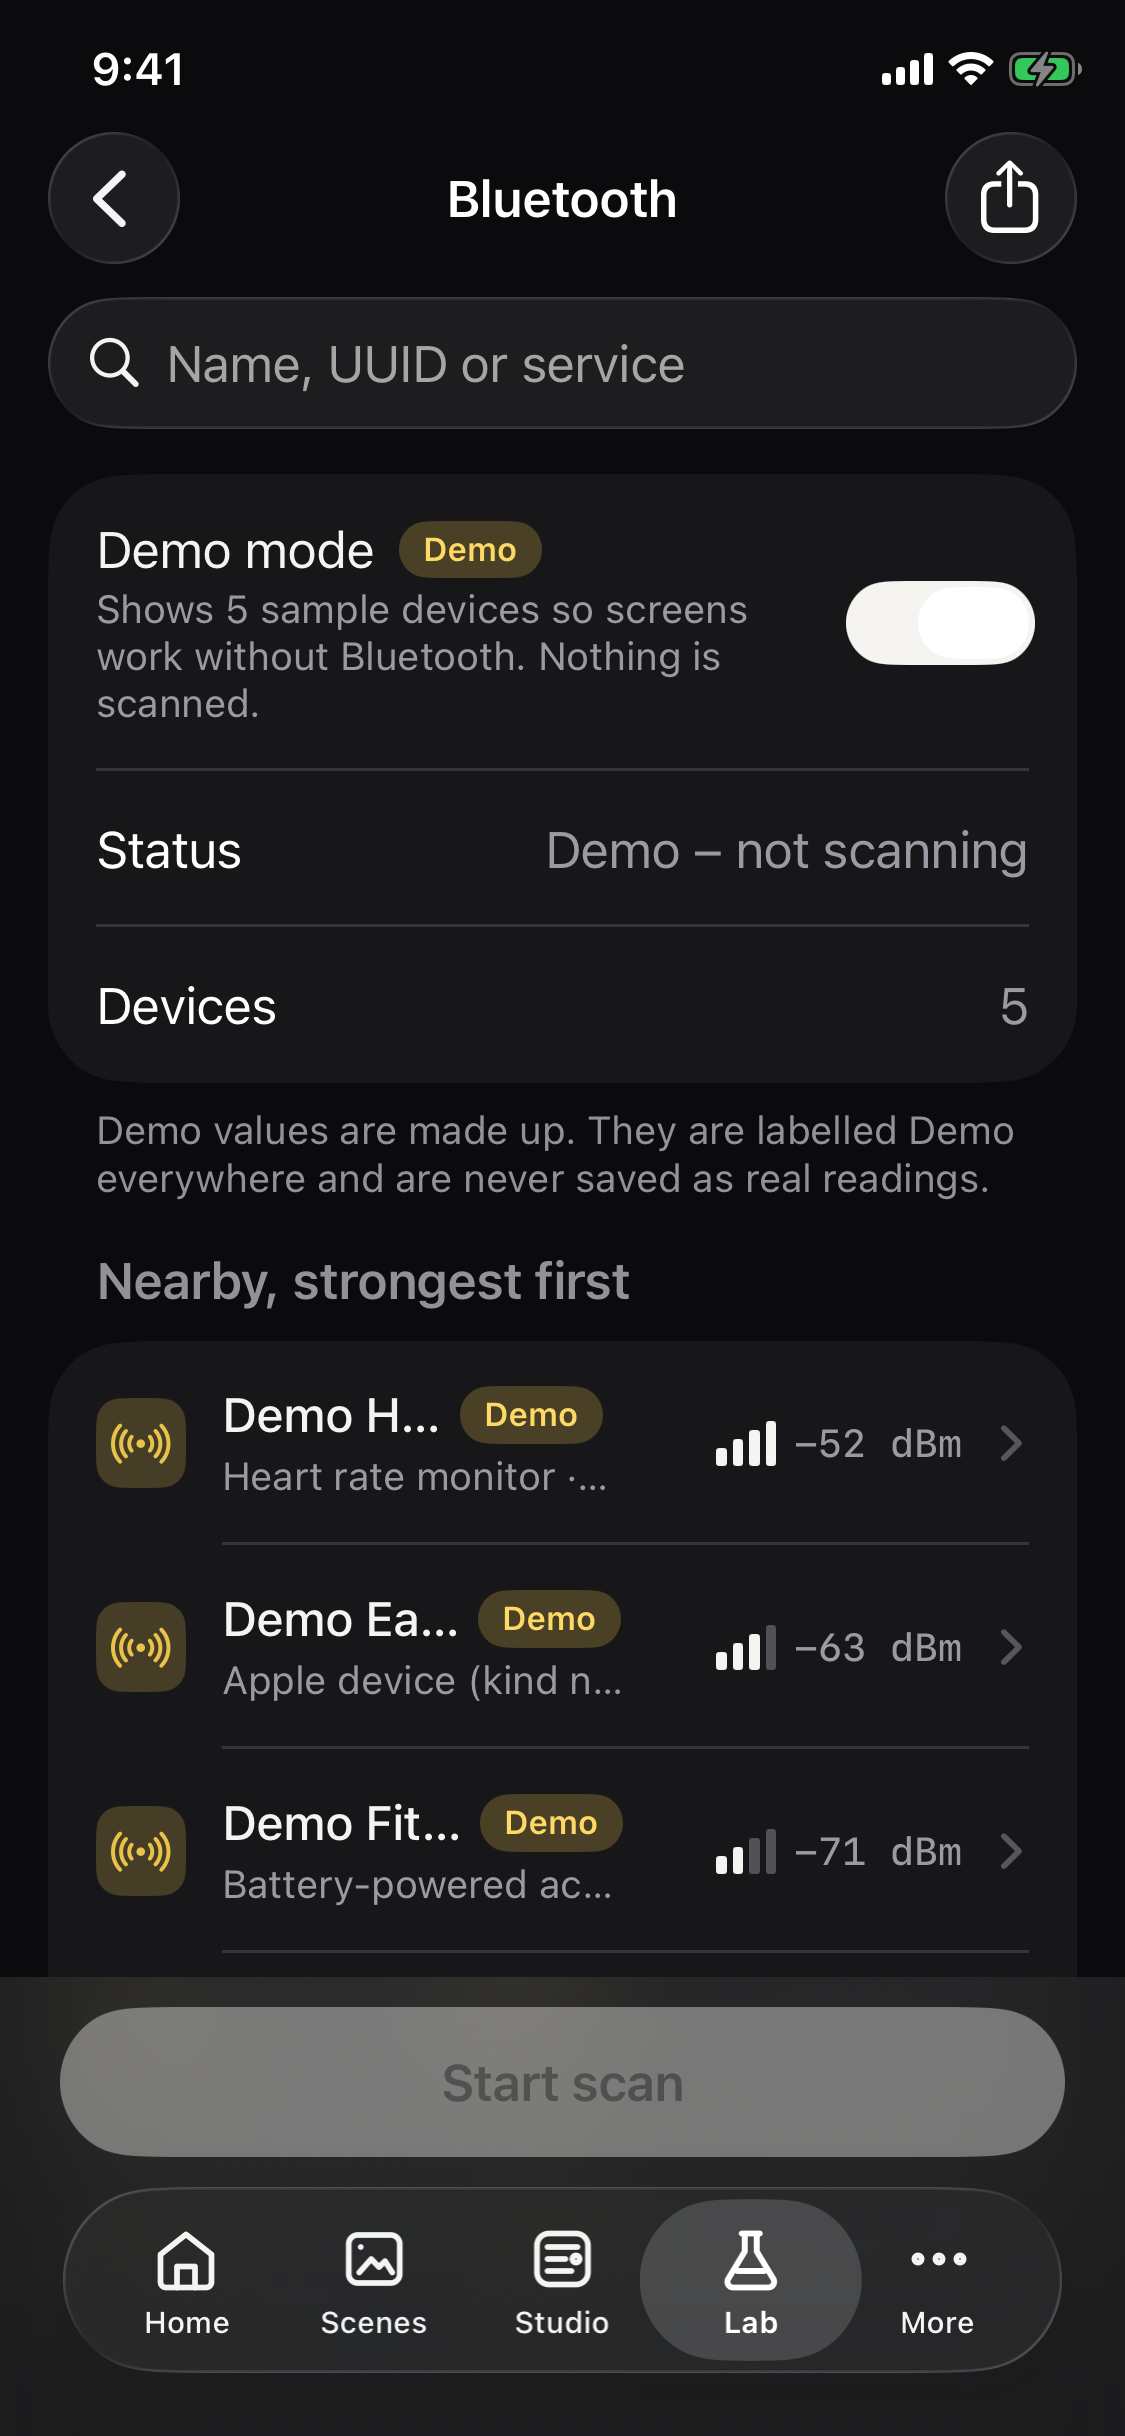 9:41
Bluetooth
Name, UUID or service
Demo mode Demo
Shows 5 sample devices so screens
work without Bluetooth. Nothing is
scanned.
Status Demo – not scanning
Devices 5
Demo values are made up. They are labelled Demo
everywhere and are never saved as real readings.
Nearby, strongest first
Demo H... Demo
Heart rate monitor ·... –52 dBm
Demo Ea... Demo
Apple device (kind n... –63 dBm
Demo Fit... Demo
Battery-powered ac... –71 dBm
Start scan
Home Scenes Studio Lab More